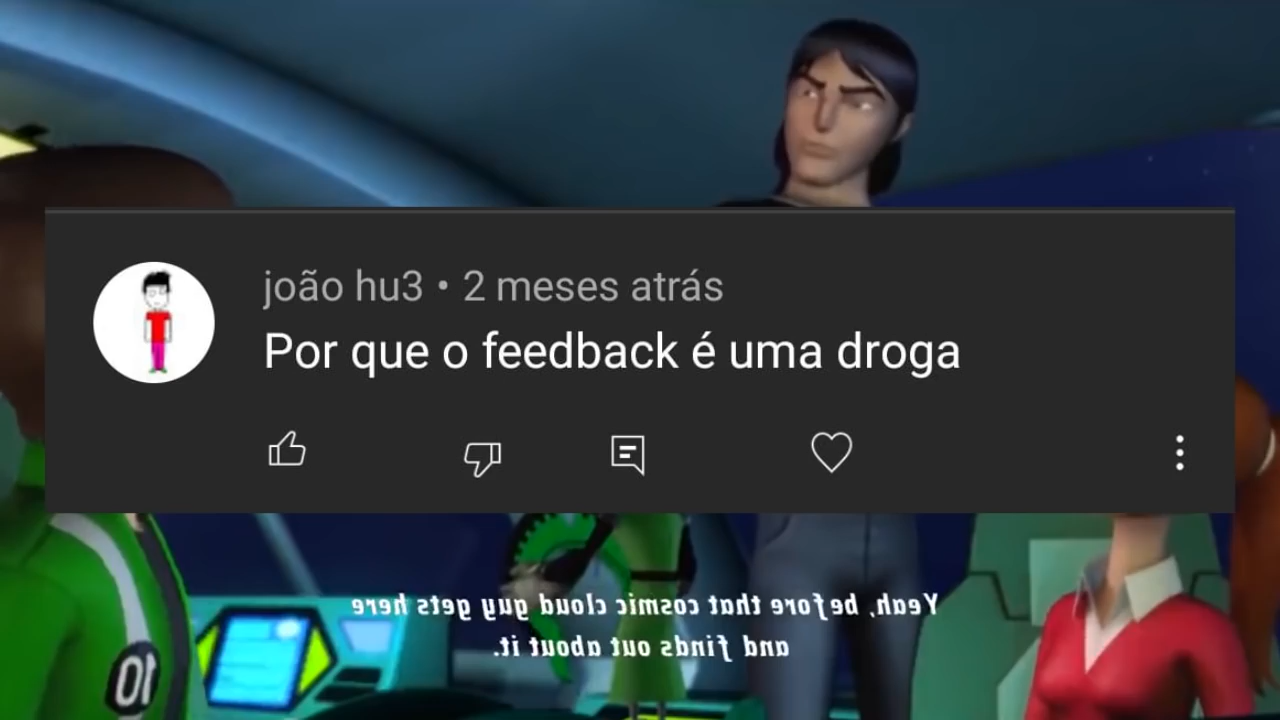 joão hu3 • 2 meses atrás
Por que o feedback é uma droga
Yeah, before that cosmic cloud guy gets here
and finds out about it.
10